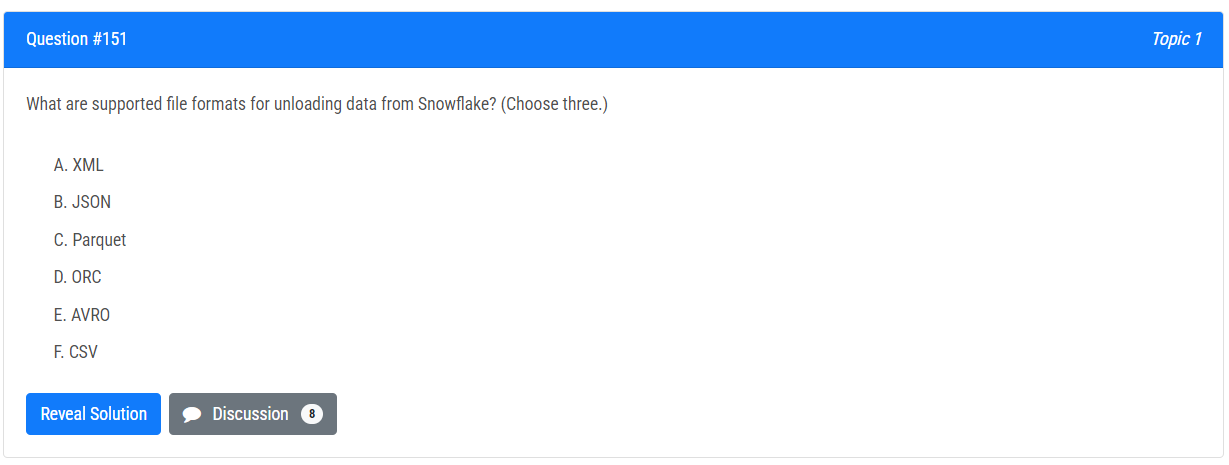 Question #151
Topic 1
What are supported file formats for unloading data from Snowflake? (Choose three.)
A. XML
B. JSON
C. Parquet
D. ORC
E. AVRO
F. CSV
Reveal Solution
Discussion 8